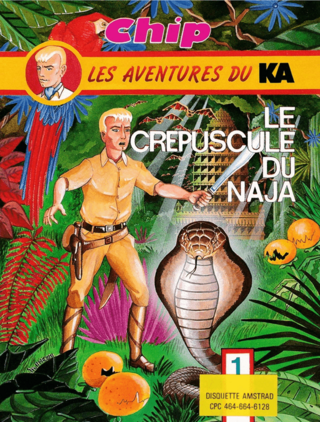 chip
LES AVENTURES DU KA
LE
CREPUSCULE
DU
NAJA
1
DISQUETTE AMSTRAD
CPC 464-664-6128